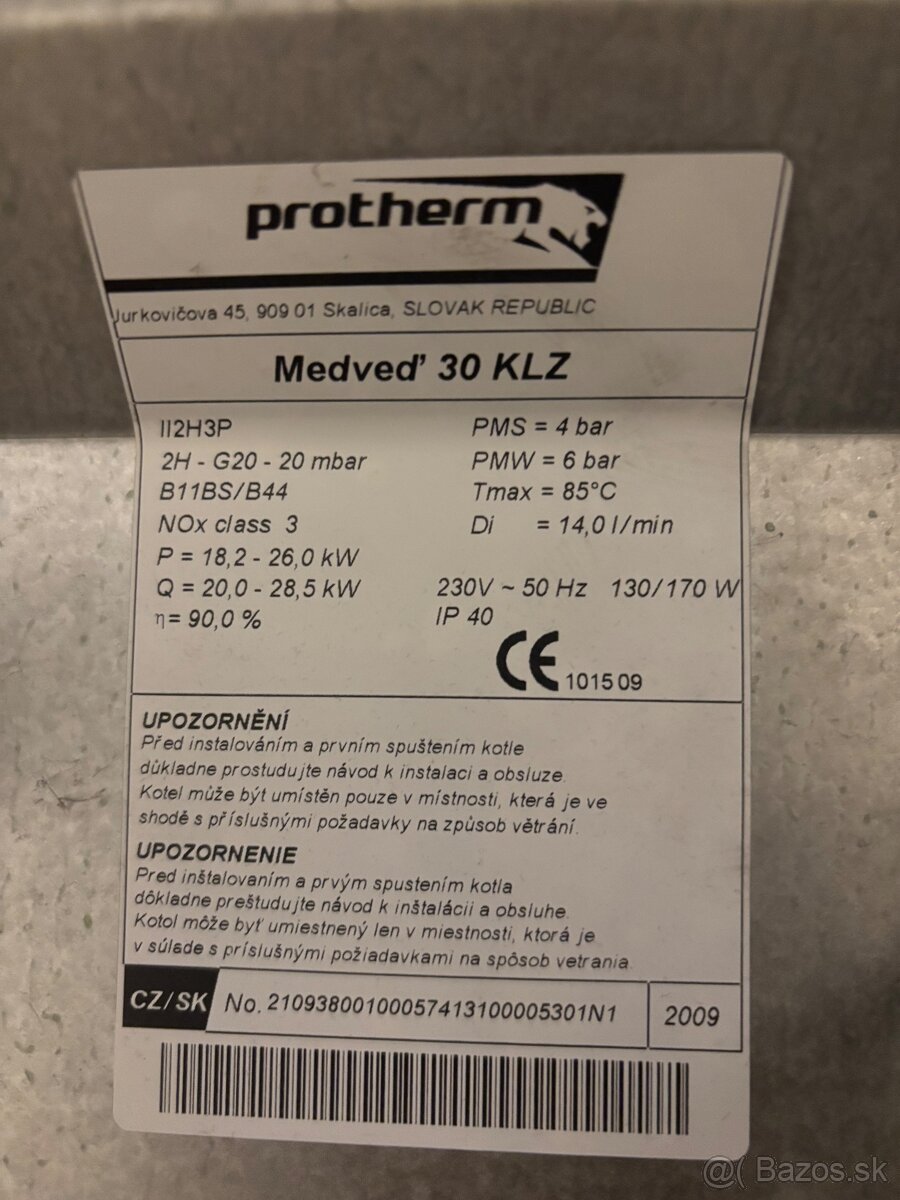 protherm
Jurkovičova 45, 909 01 Skalica, SLOVAK REPUBLIC
Medveď 30 KLZ
II2H3P
2H - G20 - 20 mbar
B11BS/B44
NOx class 3
P = 18,2 - 26,0 kW
Q = 20,0 - 28,5 kW
η = 90,0 %
PMS = 4 bar
PMW = 6 bar
Tmax = 85°C
Di = 14,0 l/min
230V ~ 50 Hz 130/170 W
IP 40
CE 1015 09
UPOZORNĚNÍ
Před instalováním a prvním spuštením kotle
důkladne prostudujte návod k instalaci a obsluze.
Kotel může být umístěn pouze v místnosti, která je ve
shodě s příslušnými požadavky na způsob větrání.
UPOZORNENIE
Pred inštalovaním a prvým spustením kotla
dôkladne preštudujte návod k inštalácii a obsluhe.
Kotol môže byť umiestnený len v miestnosti, ktorá je
v súlade s príslušnými požiadavkami na spôsob vetrania.
CZ/SK No. 21093800100057413100005301N1 2009
@( Bazos.sk